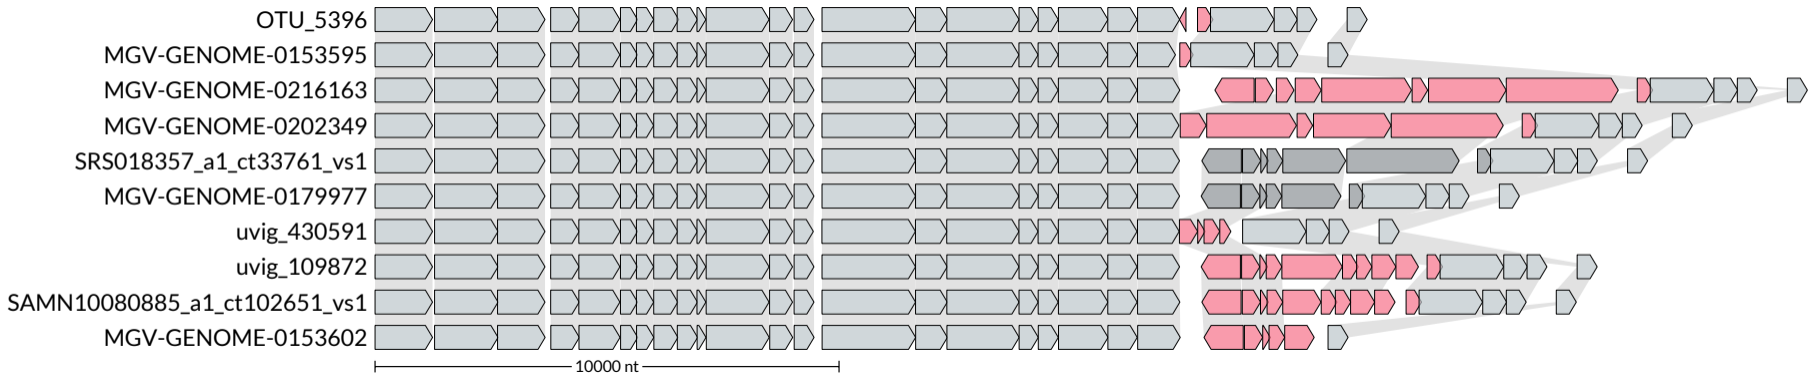 OTU_5396
MGV-GENOME-0153595
MGV-GENOME-0216163
MGV-GENOME-0202349
SRS018357_a1_ct33761_vs1
MGV-GENOME-0179977
uvig_430591
uvig_109872
SAMN10080885_a1_ct102651_vs1
MGV-GENOME-0153602
10000 nt